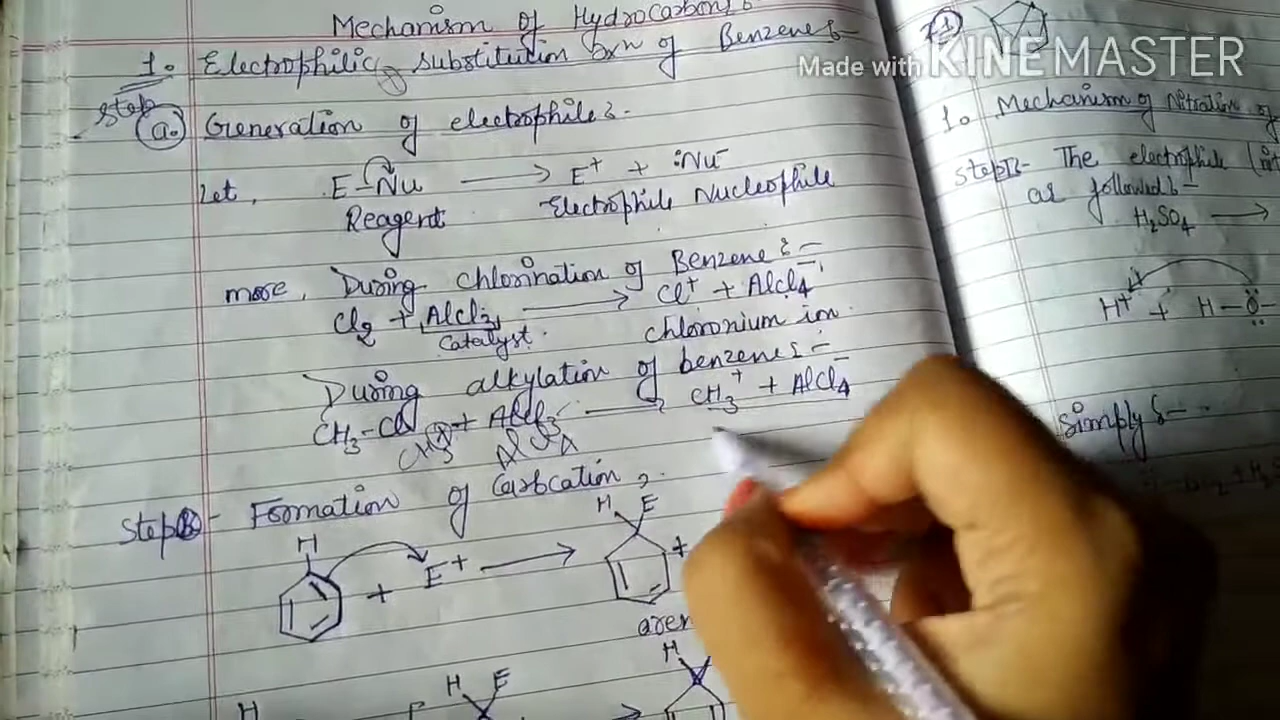 Mechanism of Hydrocarbons
1. Electrophilic substitution rxn of Benzene:-
Step
(a.) Generation of electrophile:-
Let, E-Nu → E+ + :Nu-
Reagent Electrophile Nucleophile
more, During chlorination of Benzene:-
Cl2 + AlCl3 → Cl+ + AlCl4-
Catalyst. chloronium ion.
During alkylation of benzene:-
CH3-Cl + AlCl3 → CH3+ + AlCl4-
Step - Formation of Carbcation:
H
+ E+ →
H E
+
aren
H
H
H E
1. Mechanism of Nitration of
step1:- The electrophile
as followed:-
H2SO4 →
H+ + H-O-
Simply:-
Made with KINEMASTER